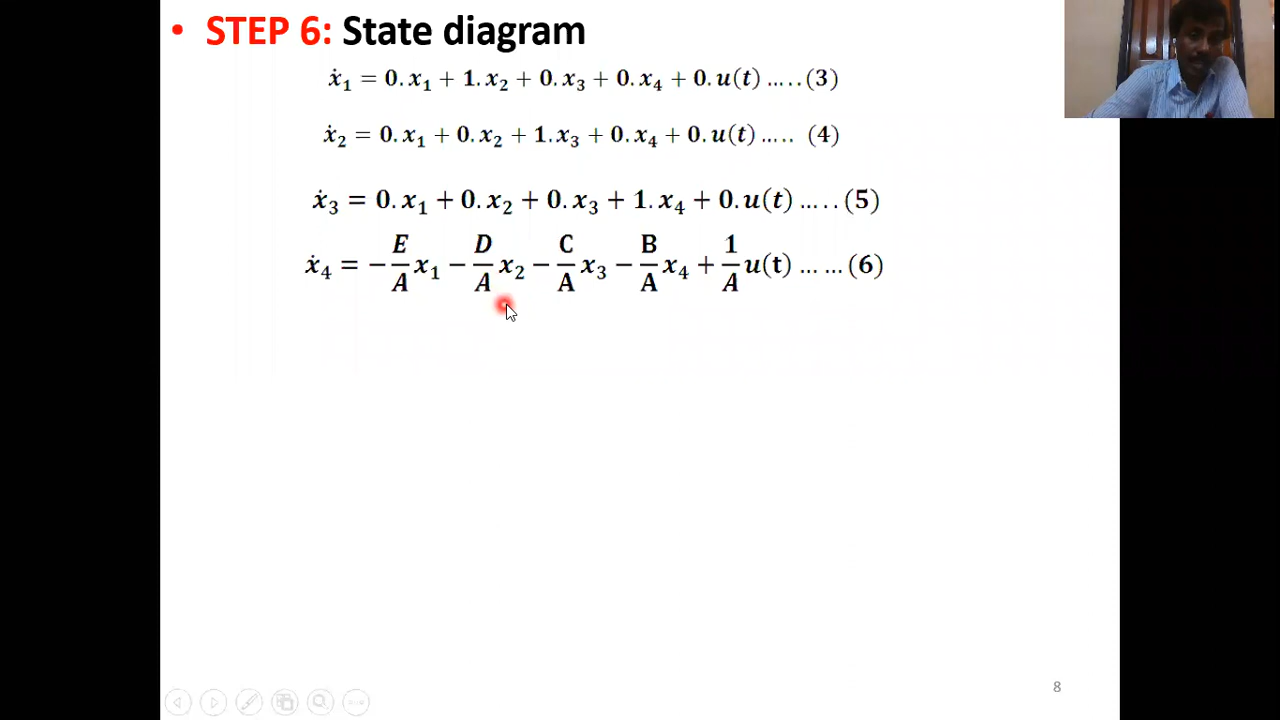 • STEP 6: State diagram
ẋ₁ = 0.x₁ + 1.x₂ + 0.x₃ + 0.x₄ + 0.u(t) .....(3)
ẋ₂ = 0.x₁ + 0.x₂ + 1.x₃ + 0.x₄ + 0.u(t) ..... (4)
ẋ₃ = 0.x₁ + 0.x₂ + 0.x₃ + 1.x₄ + 0.u(t) .....(5)
ẋ₄ = −E/A x₁ − D/A x₂ − C/A x₃ − B/A x₄ + 1/A u(t) ... ... (6)
8